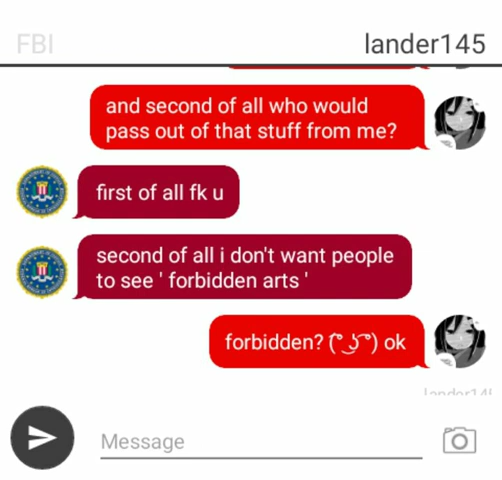 FBI
lander145
and second of all who would
pass out of that stuff from me?
first of all fk u
second of all i don't want people
to see ' forbidden arts '
forbidden? ( ͡° ͜ʖ ͡°) ok
Message